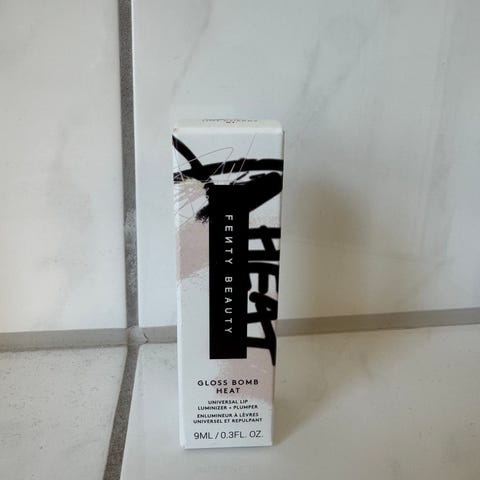 FENTY BEAUTY
HEAT
GLOSS BOMB
HEAT
UNIVERSAL LIP
LUMINIZER + PLUMPER
ENLUMINEUR À LÈVRES
UNIVERSEL ET REPULPANT
9ML / 0.3FL. OZ.